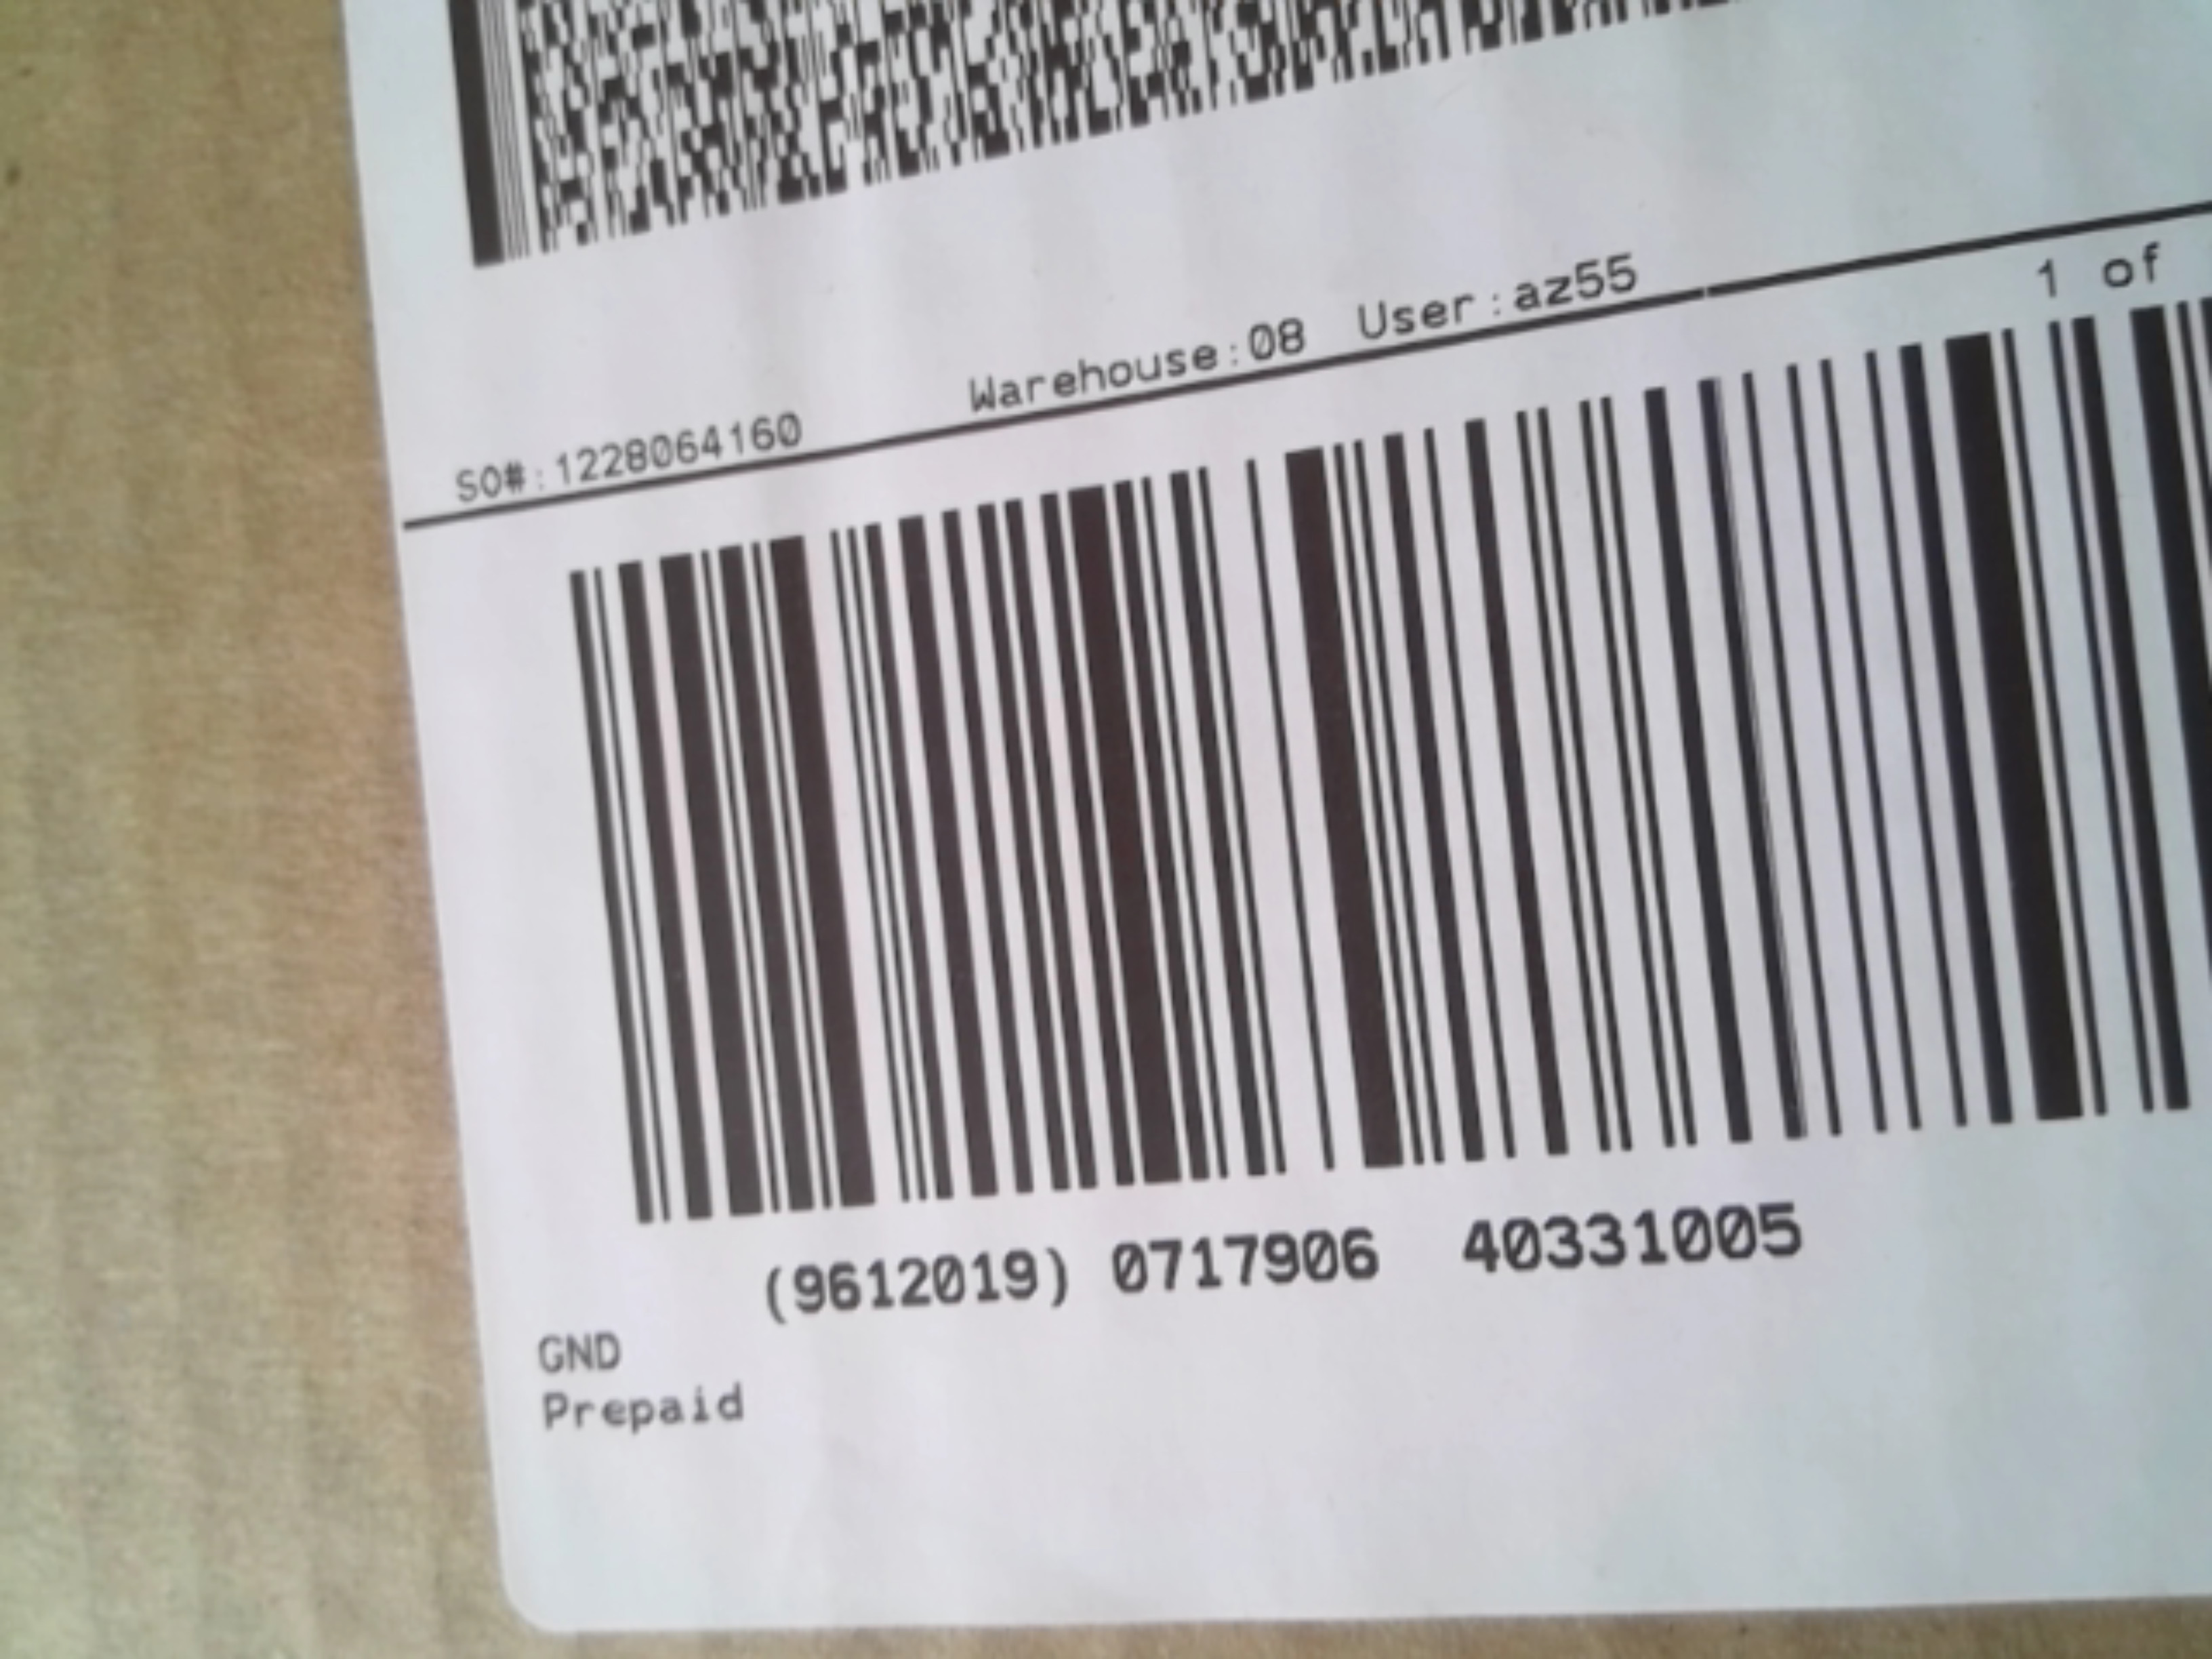 SO#:1228064160 Warehouse:08 User:az55 1 of
(9612019) 0717906 40331005
GND
Prepaid